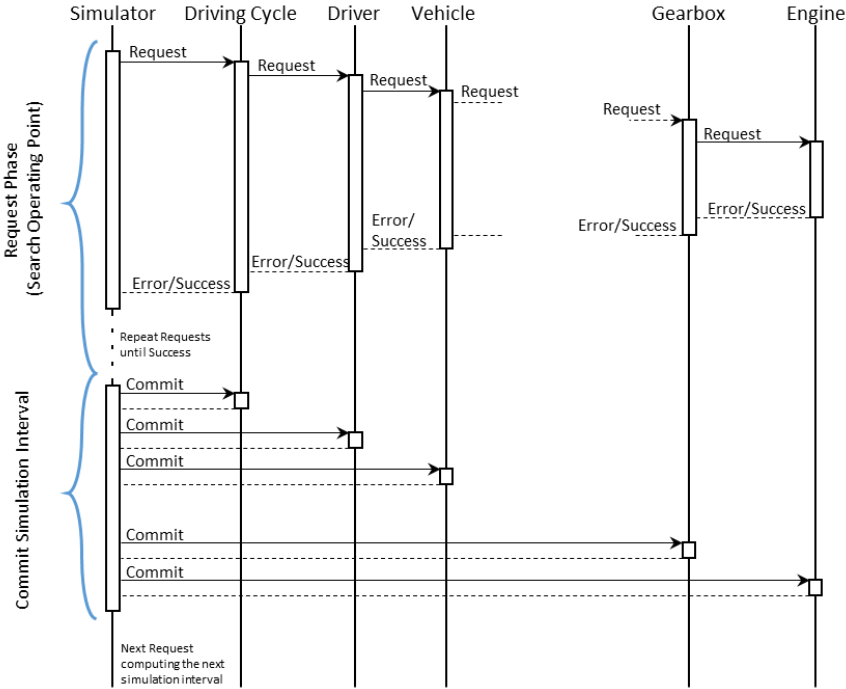 Simulator
Driving Cycle
Driver
Vehicle
Gearbox
Engine
Request
Request
Request
Request
Request
Request
Request Phase
(Search Operating Point)
Error/Success
Error/
Success
Error/Success
Error/Success
Error/Success
Repeat Requests
until Success
Commit
Commit
Commit
Commit
Commit
Commit Simulation Interval
Next Request
computing the next
simulation interval